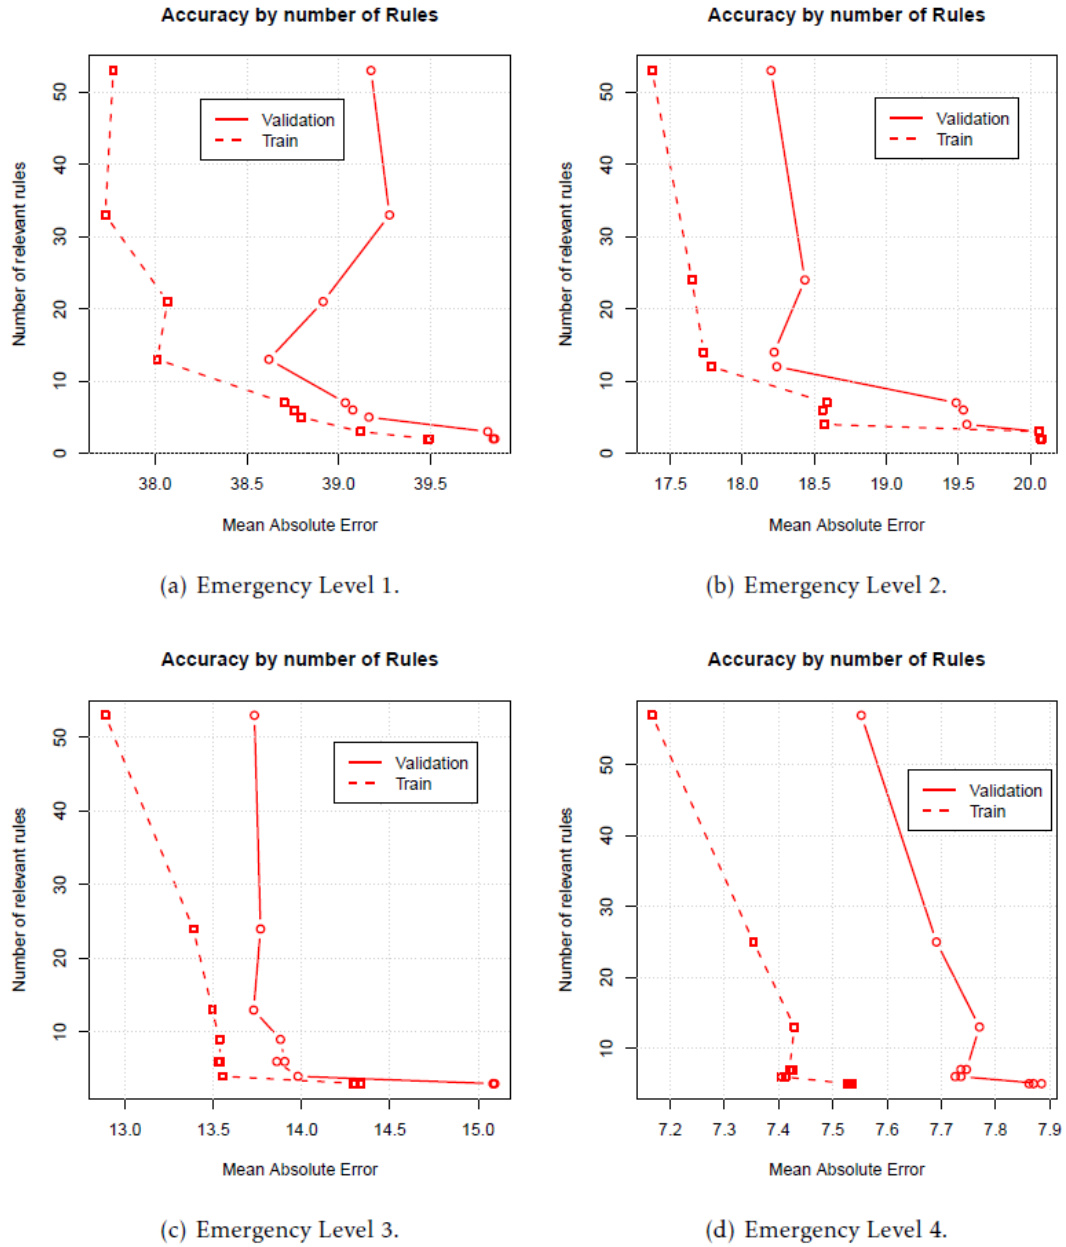 Accuracy by number of Rules
Number of relevant rules
50
40
30
20
10
0
Validation
Train
38.0 38.5 39.0 39.5
Mean Absolute Error
(a) Emergency Level 1.
Accuracy by number of Rules
Number of relevant rules
50
40
30
20
10
0
Validation
Train
17.5 18.0 18.5 19.0 19.5 20.0
Mean Absolute Error
(b) Emergency Level 2.
Accuracy by number of Rules
Number of relevant rules
50
40
30
20
10
Validation
Train
13.0 13.5 14.0 14.5 15.0
Mean Absolute Error
(c) Emergency Level 3.
Accuracy by number of Rules
Number of relevant rules
50
40
30
20
10
Validation
Train
7.2 7.3 7.4 7.5 7.6 7.7 7.8 7.9
Mean Absolute Error
(d) Emergency Level 4.